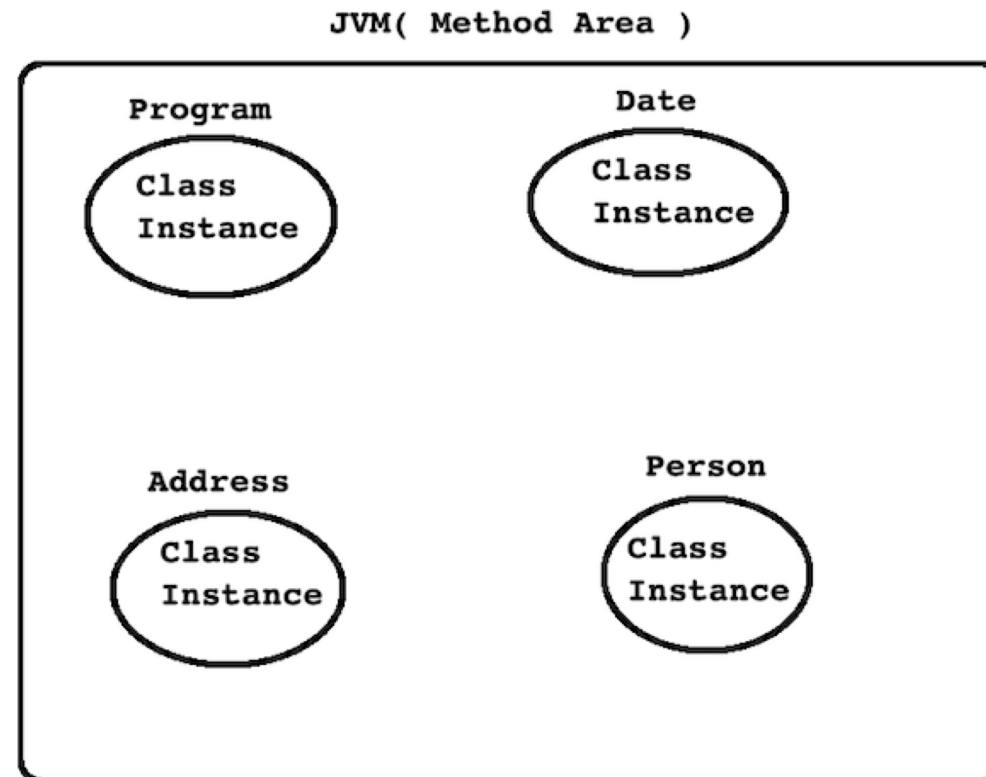 JVM( Method Area )
Program
Class
Instance
Date
Class
Instance
Address
Class
Instance
Person
Class
Instance